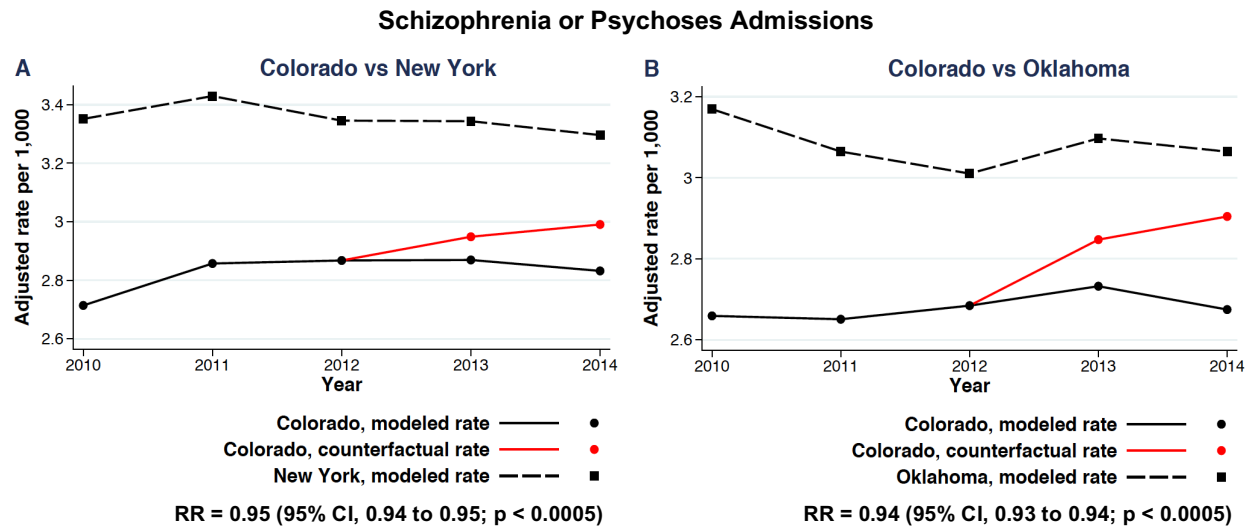 Schizophrenia or Psychoses Admissions
A
Colorado vs New York
Adjusted rate per 1,000
3.4
3.2
3
2.8
2.6
2010 2011 2012 2013 2014
Year
Colorado, modeled rate
Colorado, counterfactual rate
New York, modeled rate
RR = 0.95 (95% CI, 0.94 to 0.95; p < 0.0005)
B
Colorado vs Oklahoma
Adjusted rate per 1,000
3.2
3
2.8
2.6
2010 2011 2012 2013 2014
Year
Colorado, modeled rate
Colorado, counterfactual rate
Oklahoma, modeled rate
RR = 0.94 (95% CI, 0.93 to 0.94; p < 0.0005)